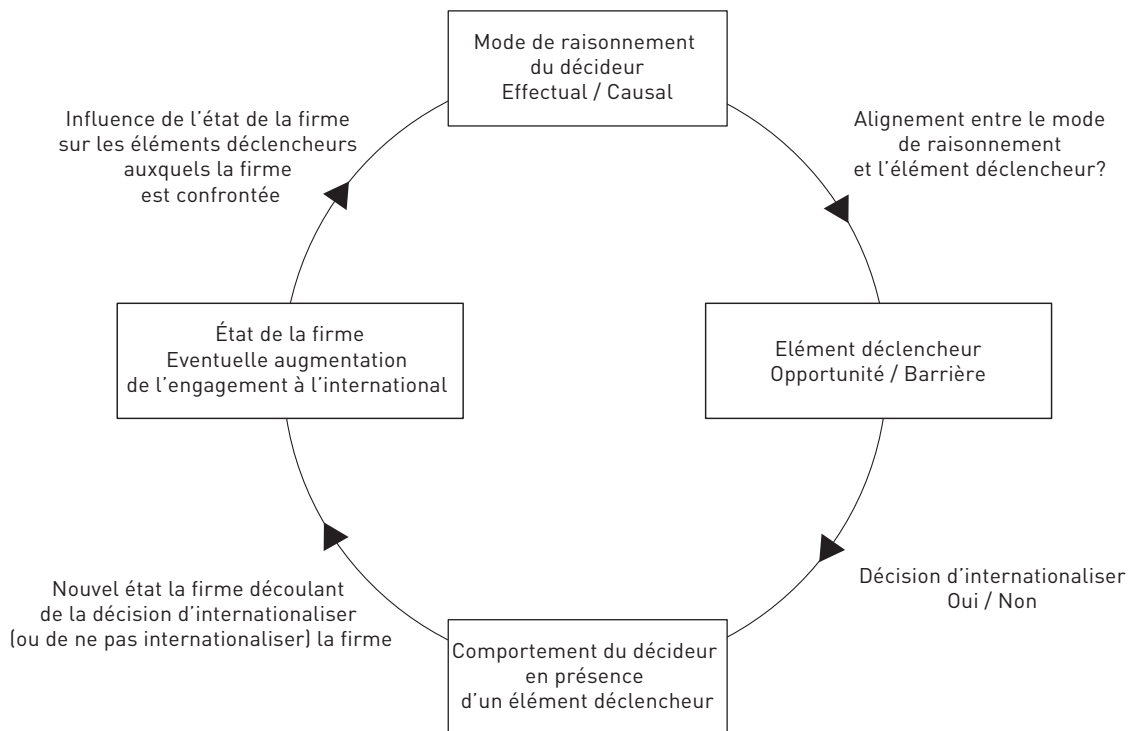 Mode de raisonnement
du décideur
Effectual / Causal
Influence de l'état de la firme
sur les éléments déclencheurs
auxquels la firme
est confrontée
Alignement entre le mode
de raisonnement
et l'élément déclencheur?
État de la firme
Eventuelle augmentation
de l'engagement à l'international
Elément déclencheur
Opportunité / Barrière
Nouvel état la firme découlant
de la décision d'internationaliser
(ou de ne pas internationaliser) la firme
Décision d'internationaliser
Oui / Non
Comportement du décideur
en présence
d'un élément déclencheur